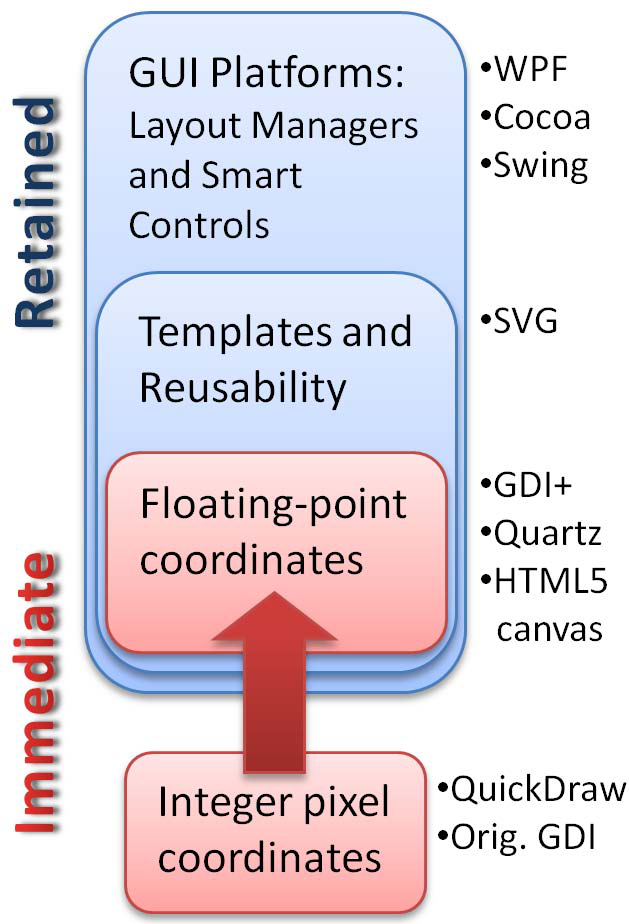 Retained
GUI Platforms:
Layout Managers
and Smart
Controls
•WPF
•Cocoa
•Swing
Templates and
Reusability
•SVG
Immediate
Floating-point
coordinates
•GDI+
•Quartz
•HTML5
canvas
Integer pixel
coordinates
•QuickDraw
•Orig. GDI